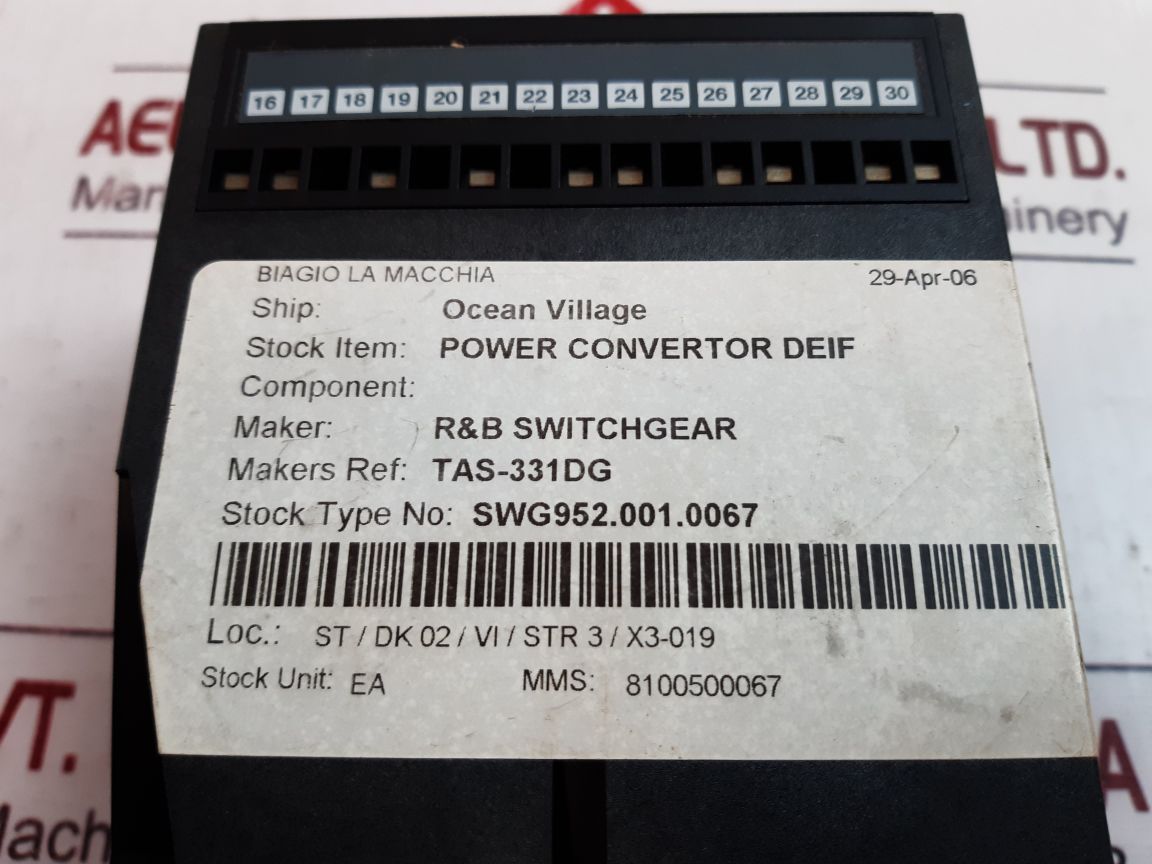 16 17 18 19 20 21 22 23 24 25 26 27 28 29 30
LTD.
BIAGIO LA MACCHIA 29-Apr-06
Ship: Ocean Village
Stock Item: POWER CONVERTOR DEIF
Component:
Maker: R&B SWITCHGEAR
Makers Ref: TAS-331DG
Stock Type No: SWG952.001.0067
Loc.: ST / DK 02 / VI / STR 3 / X3-019
Stock Unit: EA MMS: 8100500067